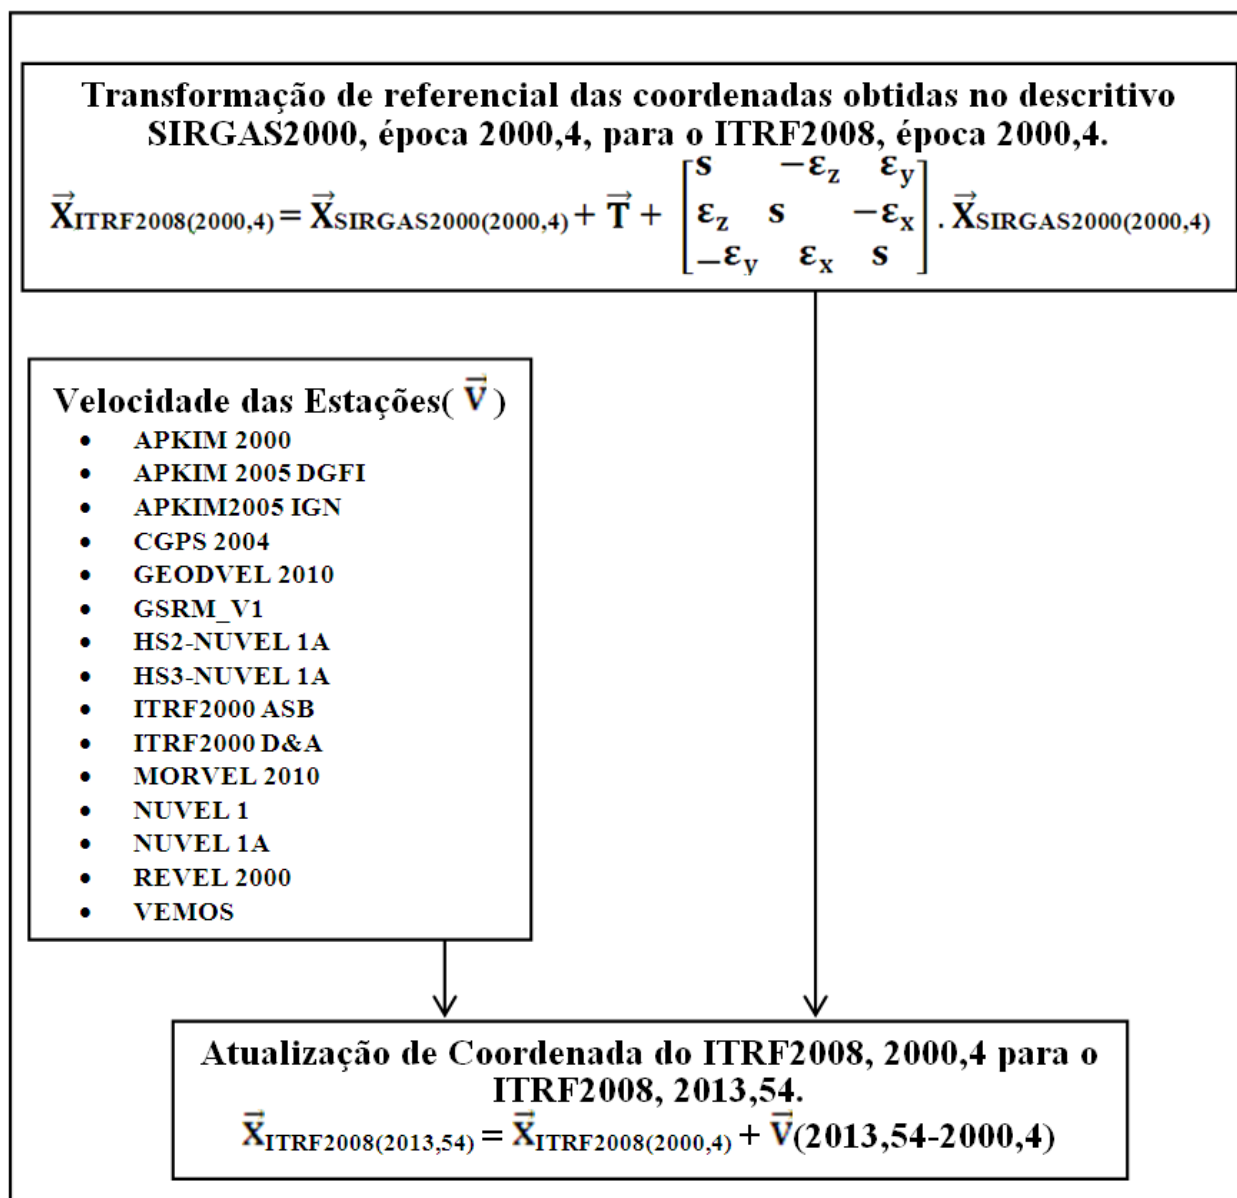 Transformação de referencial das coordenadas obtidas no descritivo
SIRGAS2000, época 2000,4, para o ITRF2008, época 2000,4.
X⃗ITRF2008(2000,4) = X⃗SIRGAS2000(2000,4) + T⃗ + [s −εz εy; εz s −εx; −εy εx s] . X⃗SIRGAS2000(2000,4)
Velocidade das Estações( V⃗ )
• APKIM 2000
• APKIM 2005 DGFI
• APKIM2005 IGN
• CGPS 2004
• GEODVEL 2010
• GSRM_V1
• HS2-NUVEL 1A
• HS3-NUVEL 1A
• ITRF2000 ASB
• ITRF2000 D&A
• MORVEL 2010
• NUVEL 1
• NUVEL 1A
• REVEL 2000
• VEMOS
Atualização de Coordenada do ITRF2008, 2000,4 para o
ITRF2008, 2013,54.
X⃗ITRF2008(2013,54) = X⃗ITRF2008(2000,4) + V⃗(2013,54-2000,4)